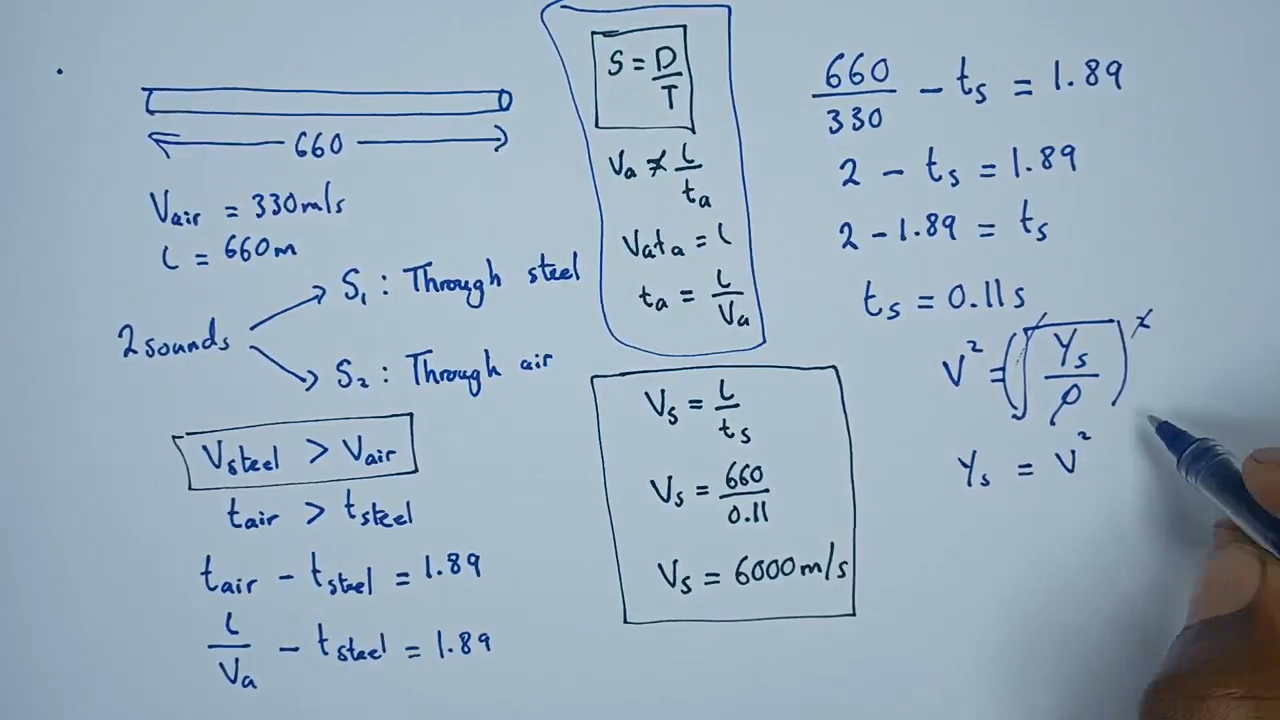 660
Vair = 330m/s
l = 660m
2 sounds
S₁ : Through steel
S₂ : Through air
Vsteel > Vair
tair > tsteel
tair - tsteel = 1.89
l/Va - tsteel = 1.89
S = D/T
Va = l/ta
Vata = l
ta = l/Va
Vs = l/ts
Vs = 660/0.11
Vs = 6000m/s
660/330 - ts = 1.89
2 - ts = 1.89
2 - 1.89 = ts
ts = 0.11s
V² = (√Ys/ρ)²
Ys = V²